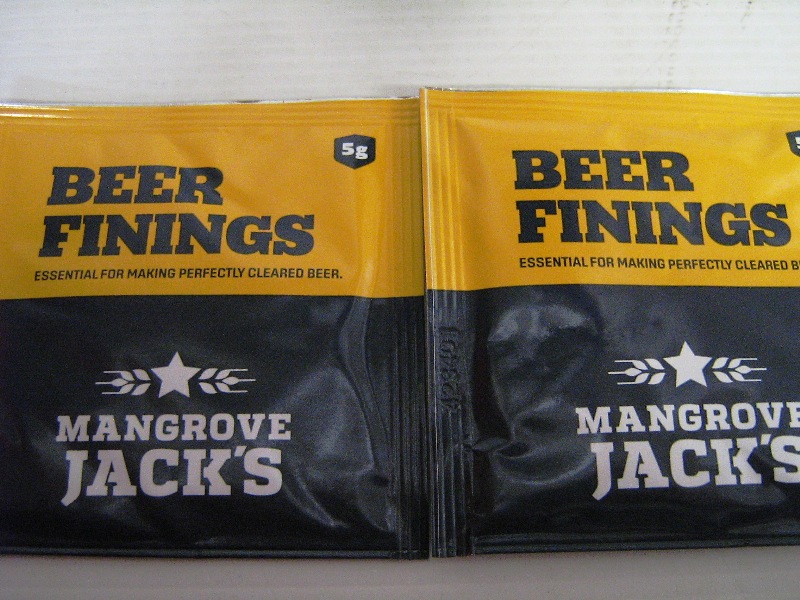 5g
BEER
FININGS
ESSENTIAL FOR MAKING PERFECTLY CLEARED BEER.
MANGROVE
JACK'S
BEER
FININGS
ESSENTIAL FOR MAKING PERFECTLY CLEARED
MANGROVE
JACK'S